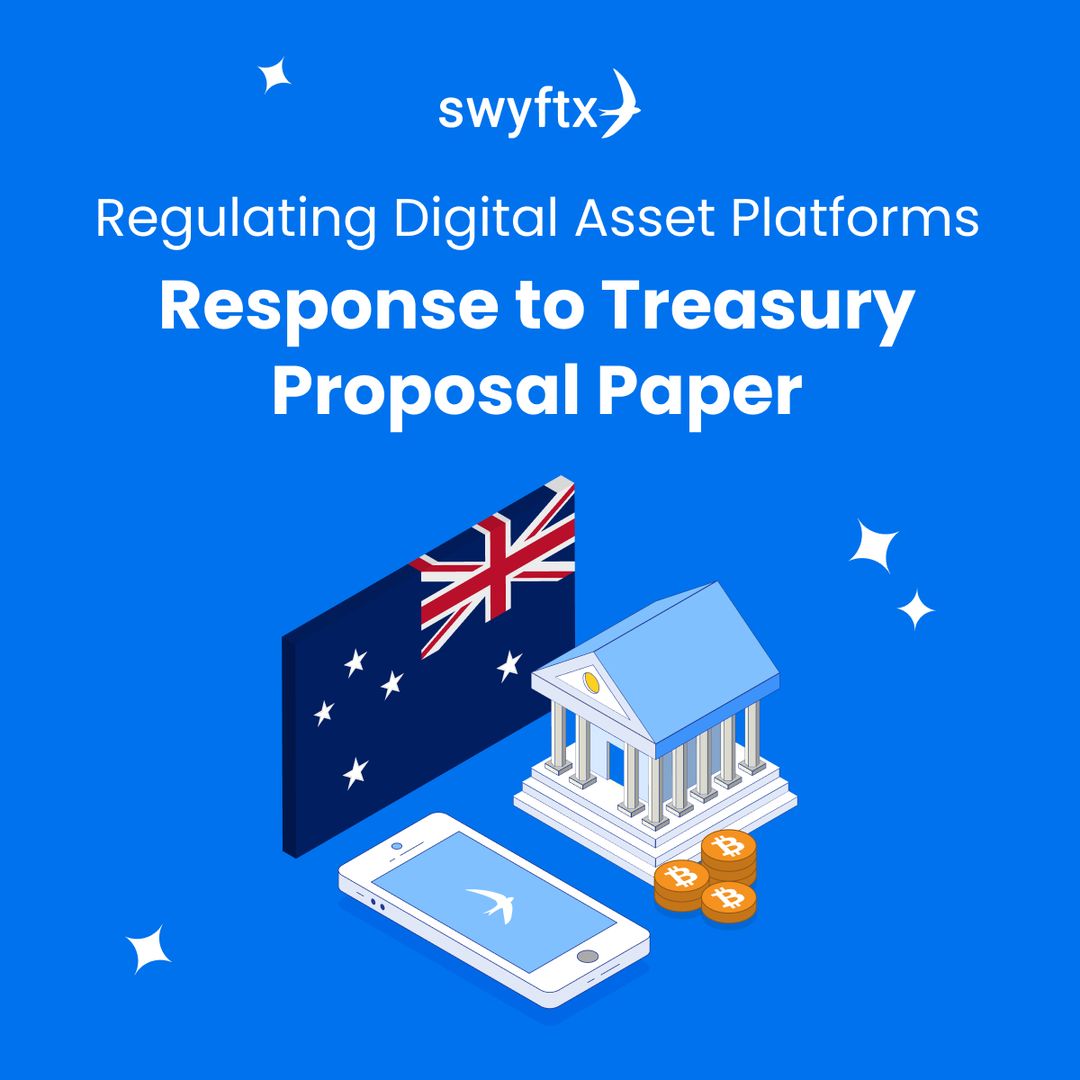 swyftx
Regulating Digital Asset Platforms
Response to Treasury
Proposal Paper